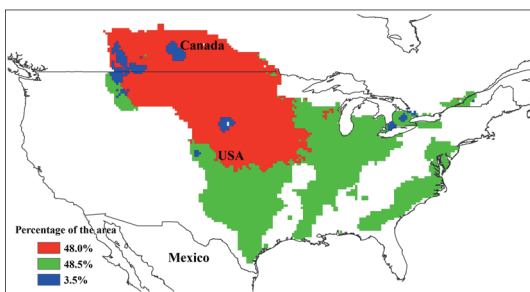 Canada
USA
Percentage of the area
48.0%
48.5%
3.5%
Mexico